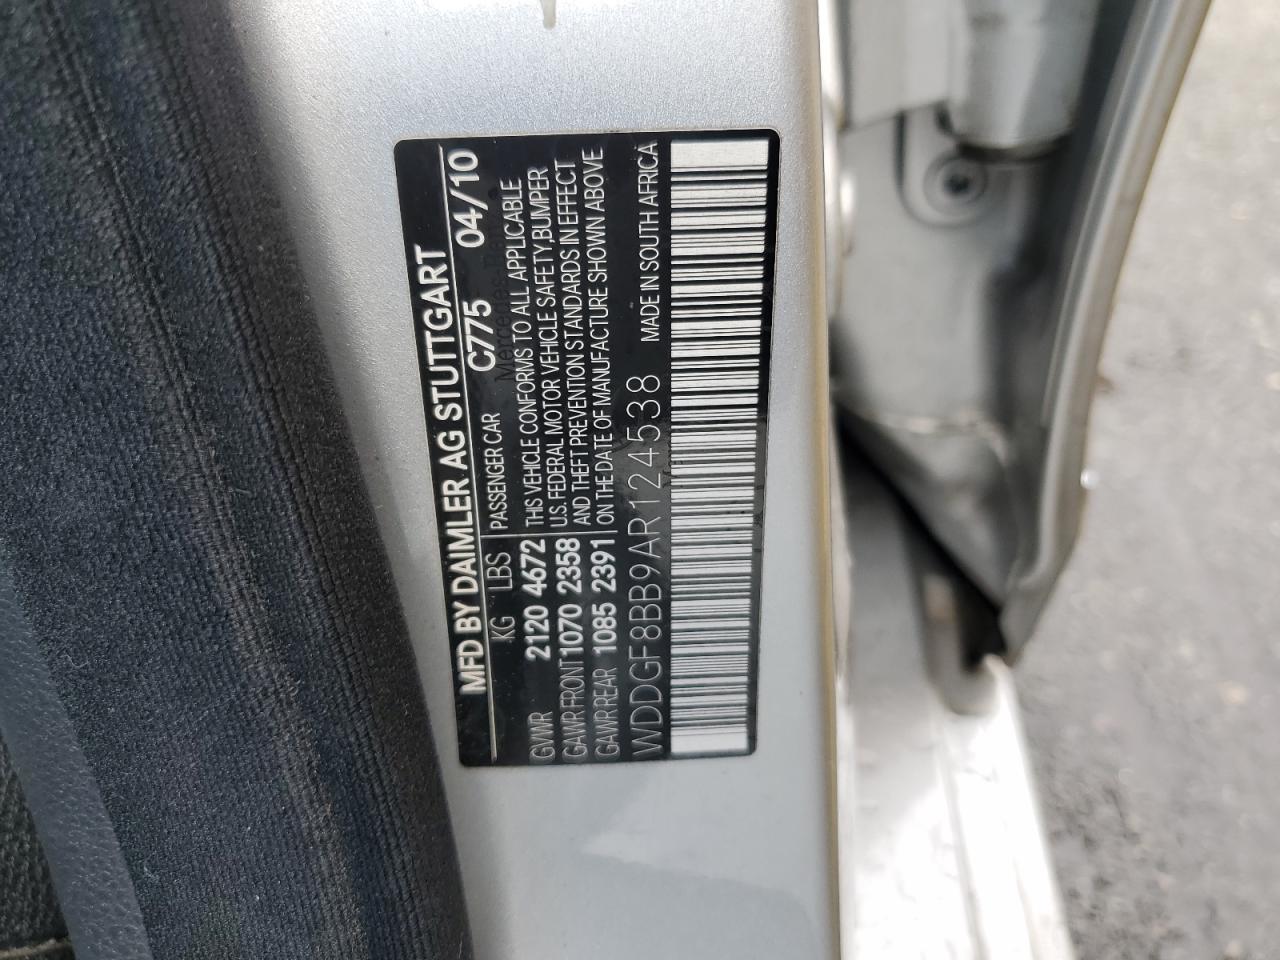 MFD BY DAIMLER AG STUTTGART
C775 04/10
KG LBS PASSENGER CAR
GVWR 2120 4672 THIS VEHICLE CONFORMS TO ALL APPLICABLE
GAWR FRONT 1070 2358 U.S. FEDERAL MOTOR VEHICLE SAFETY,BUMPER
GAWR REAR 1085 2391 AND THEFT PREVENTION STANDARDS IN EFFECT
ON THE DATE OF MANUFACTURE SHOWN ABOVE
WDDGF8BB9AR124538 MADE IN SOUTH AFRICA